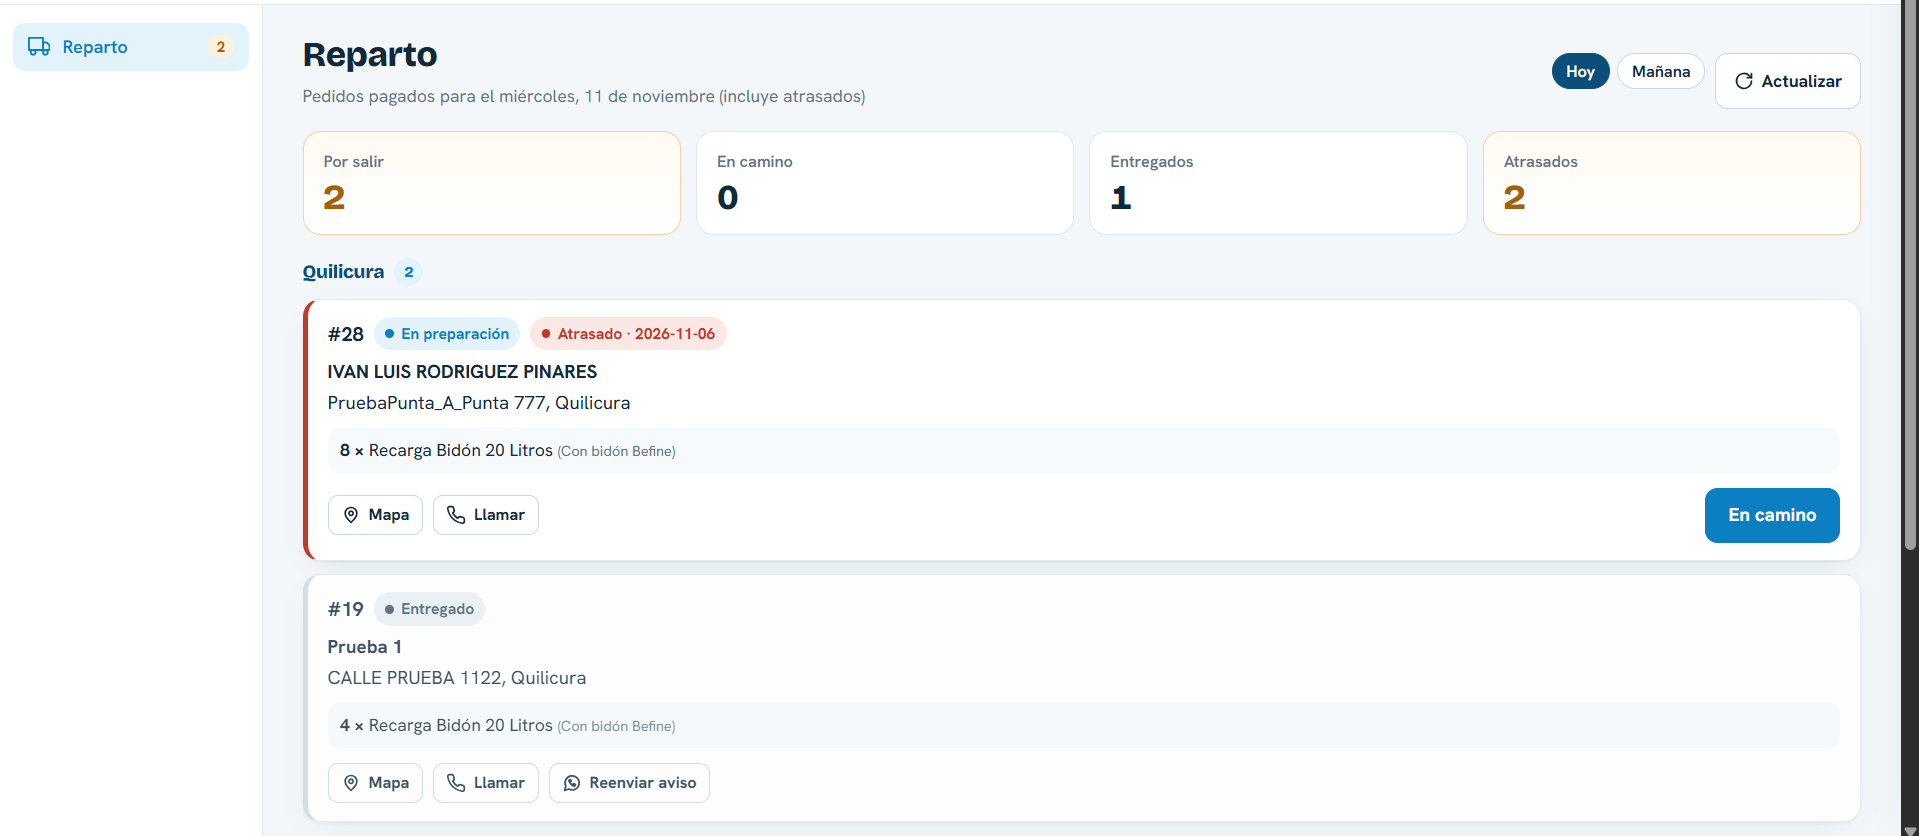 Reparto 2
Reparto
Pedidos pagados para el miércoles, 11 de noviembre (incluye atrasados)
Hoy Mañana Actualizar
Por salir
2
En camino
0
Entregados
1
Atrasados
2
Quilicura 2
#28 En preparación Atrasado · 2026-11-06
IVAN LUIS RODRIGUEZ PINARES
PruebaPunta_A_Punta 777, Quilicura
8 × Recarga Bidón 20 Litros (Con bidón Befine)
Mapa Llamar En camino
#19 Entregado
Prueba 1
CALLE PRUEBA 1122, Quilicura
4 × Recarga Bidón 20 Litros (Con bidón Befine)
Mapa Llamar Reenviar aviso